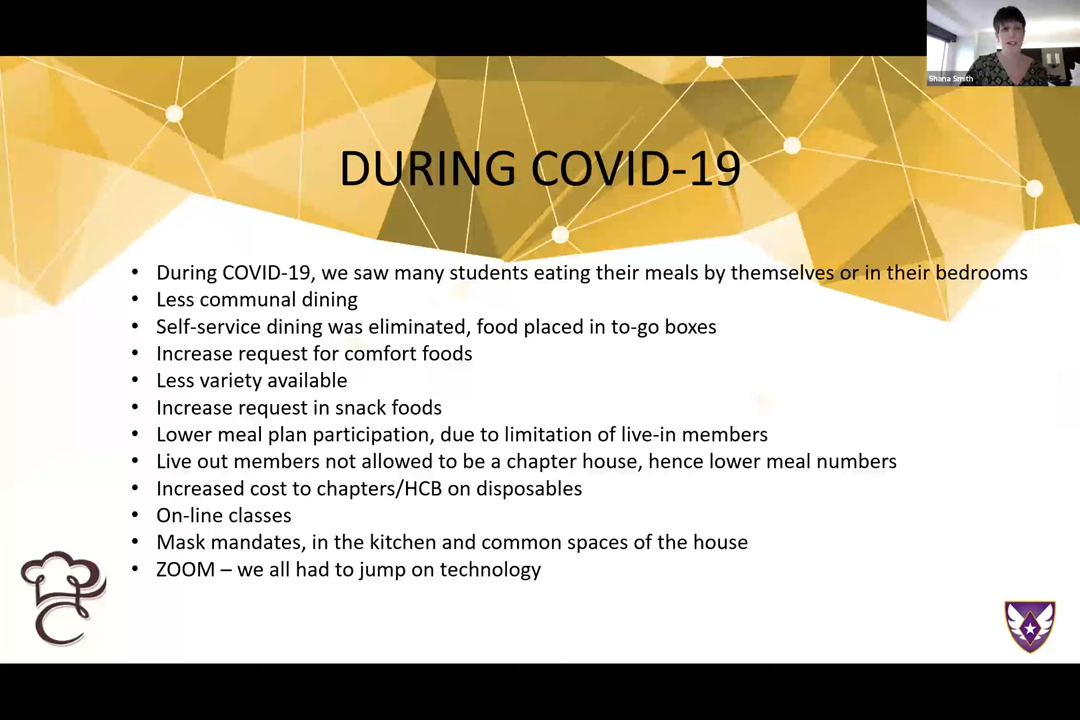 Shana Smith
DURING COVID-19
• During COVID-19, we saw many students eating their meals by themselves or in their bedrooms
• Less communal dining
• Self-service dining was eliminated, food placed in to-go boxes
• Increase request for comfort foods
• Less variety available
• Increase request in snack foods
• Lower meal plan participation, due to limitation of live-in members
• Live out members not allowed to be a chapter house, hence lower meal numbers
• Increased cost to chapters/HCB on disposables
• On-line classes
• Mask mandates, in the kitchen and common spaces of the house
• ZOOM – we all had to jump on technology